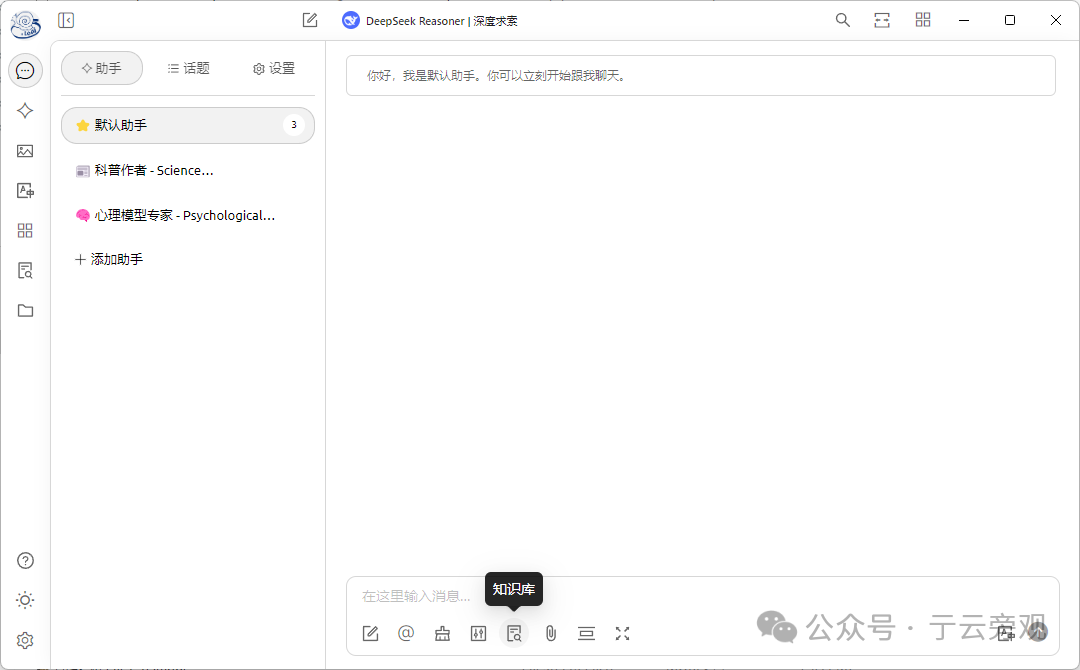 DeepSeek Reasoner | 深度求索
助手
话题
设置
你好，我是默认助手。你可以立刻开始跟我聊天。
默认助手
3
科普作者 - Science...
心理模型专家 - Psychological...
添加助手
知识库
在这里输入消息...
公众号 · 亍云旁观